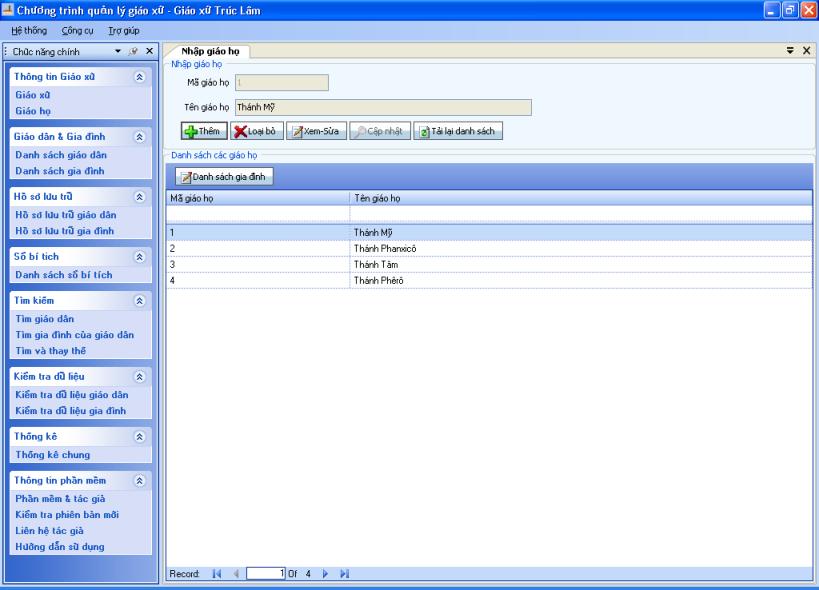 Chương trình quản lý giáo xứ - Giáo xứ Trúc Lâm
Hệ thống Công cụ Trợ giúp
Chức năng chính
Thông tin Giáo xứ
Giáo xứ
Giáo họ
Giáo dân & Gia đình
Danh sách giáo dân
Danh sách gia đình
Hồ sơ lưu trữ
Hồ sơ lưu trữ giáo dân
Hồ sơ lưu trữ gia đình
Sổ bí tích
Danh sách sổ bí tích
Tìm kiếm
Tìm giáo dân
Tìm gia đình của giáo dân
Tìm và thay thế
Kiểm tra dữ liệu
Kiểm tra dữ liệu giáo dân
Kiểm tra dữ liệu gia đình
Thống kê
Thống kê chung
Thông tin phần mềm
Phần mềm & tác giả
Kiểm tra phiên bản mới
Liên hệ tác giả
Hướng dẫn sử dụng
Nhập giáo họ
Nhập giáo họ
Mã giáo họ 1
Tên giáo họ Thánh Mỹ
Thêm Loại bỏ Xem-Sửa Cập nhật Tải lại danh sách
Danh sách các giáo họ
Danh sách gia đình
Mã giáo họ Tên giáo họ
1 Thánh Mỹ
2 Thánh Phanxicô
3 Thánh Tâm
4 Thánh Phêrô
Record: 1 Of 4